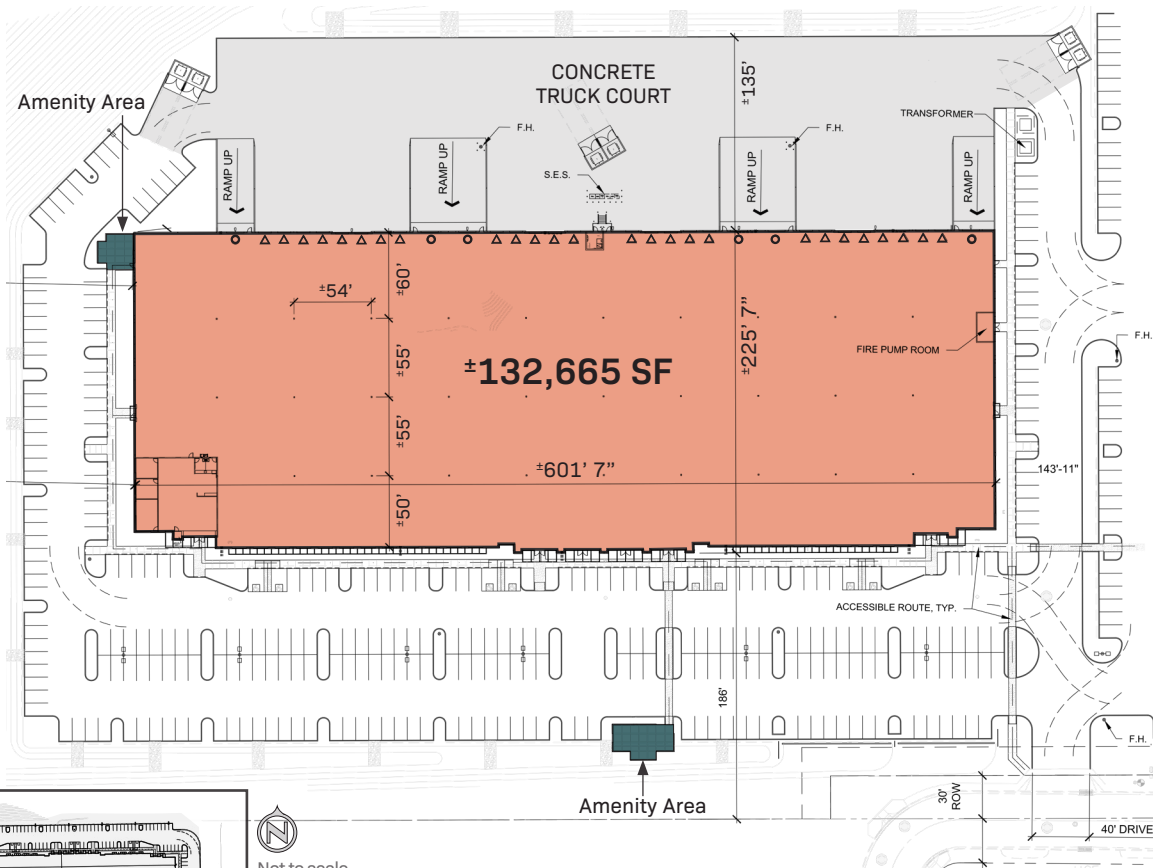 CONCRETE
TRUCK COURT
±135'
Amenity Area
TRANSFORMER
F.H.
F.H.
RAMP UP
RAMP UP
RAMP UP
RAMP UP
S.E.S.
±60'
±54'
±225' 7"
F.H.
FIRE PUMP ROOM
±55'
±132,665 SF
±55'
±601' 7"
143'-11"
±50'
ACCESSIBLE ROUTE, TYP.
186'
F.H.
Amenity Area
30'
ROW
40' DRIVE
N
Not to scale